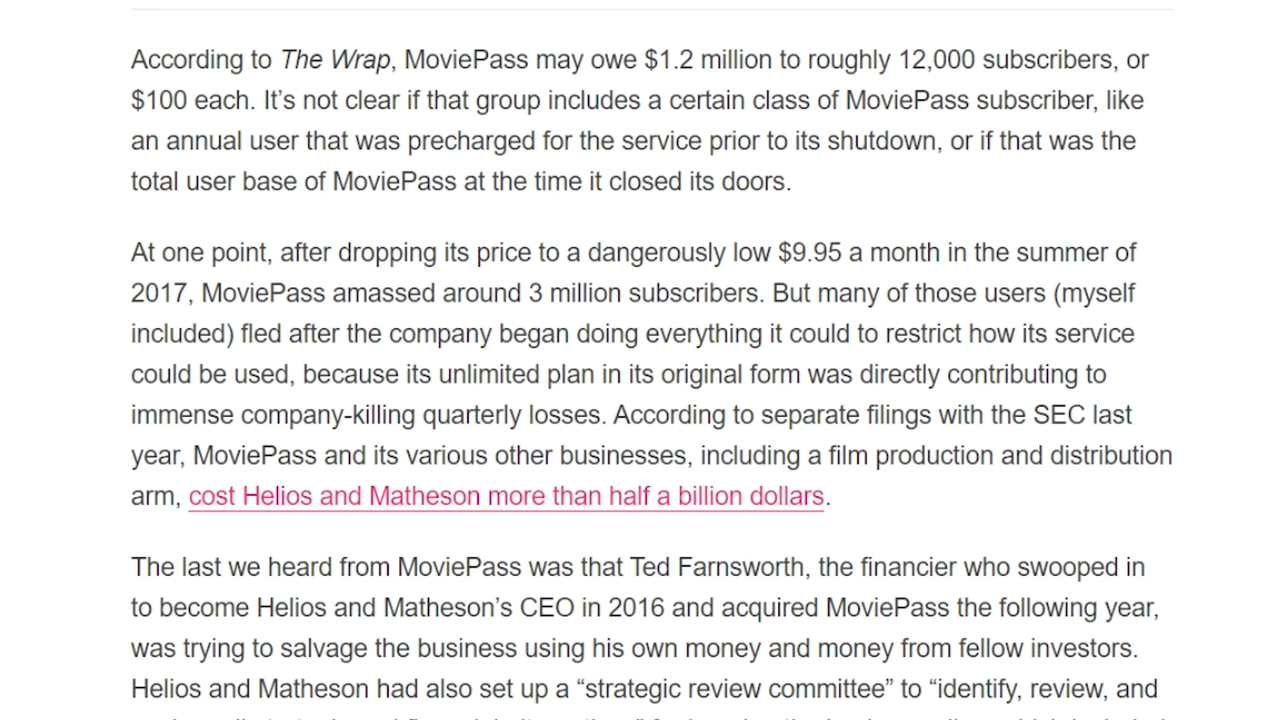 According to The Wrap, MoviePass may owe $1.2 million to roughly 12,000 subscribers, or
$100 each. It’s not clear if that group includes a certain class of MoviePass subscriber, like
an annual user that was precharged for the service prior to its shutdown, or if that was the
total user base of MoviePass at the time it closed its doors.
At one point, after dropping its price to a dangerously low $9.95 a month in the summer of
2017, MoviePass amassed around 3 million subscribers. But many of those users (myself
included) fled after the company began doing everything it could to restrict how its service
could be used, because its unlimited plan in its original form was directly contributing to
immense company-killing quarterly losses. According to separate filings with the SEC last
year, MoviePass and its various other businesses, including a film production and distribution
arm, cost Helios and Matheson more than half a billion dollars.
The last we heard from MoviePass was that Ted Farnsworth, the financier who swooped in
to become Helios and Matheson’s CEO in 2016 and acquired MoviePass the following year,
was trying to salvage the business using his own money and money from fellow investors.
Helios and Matheson had also set up a “strategic review committee” to “identify, review, and